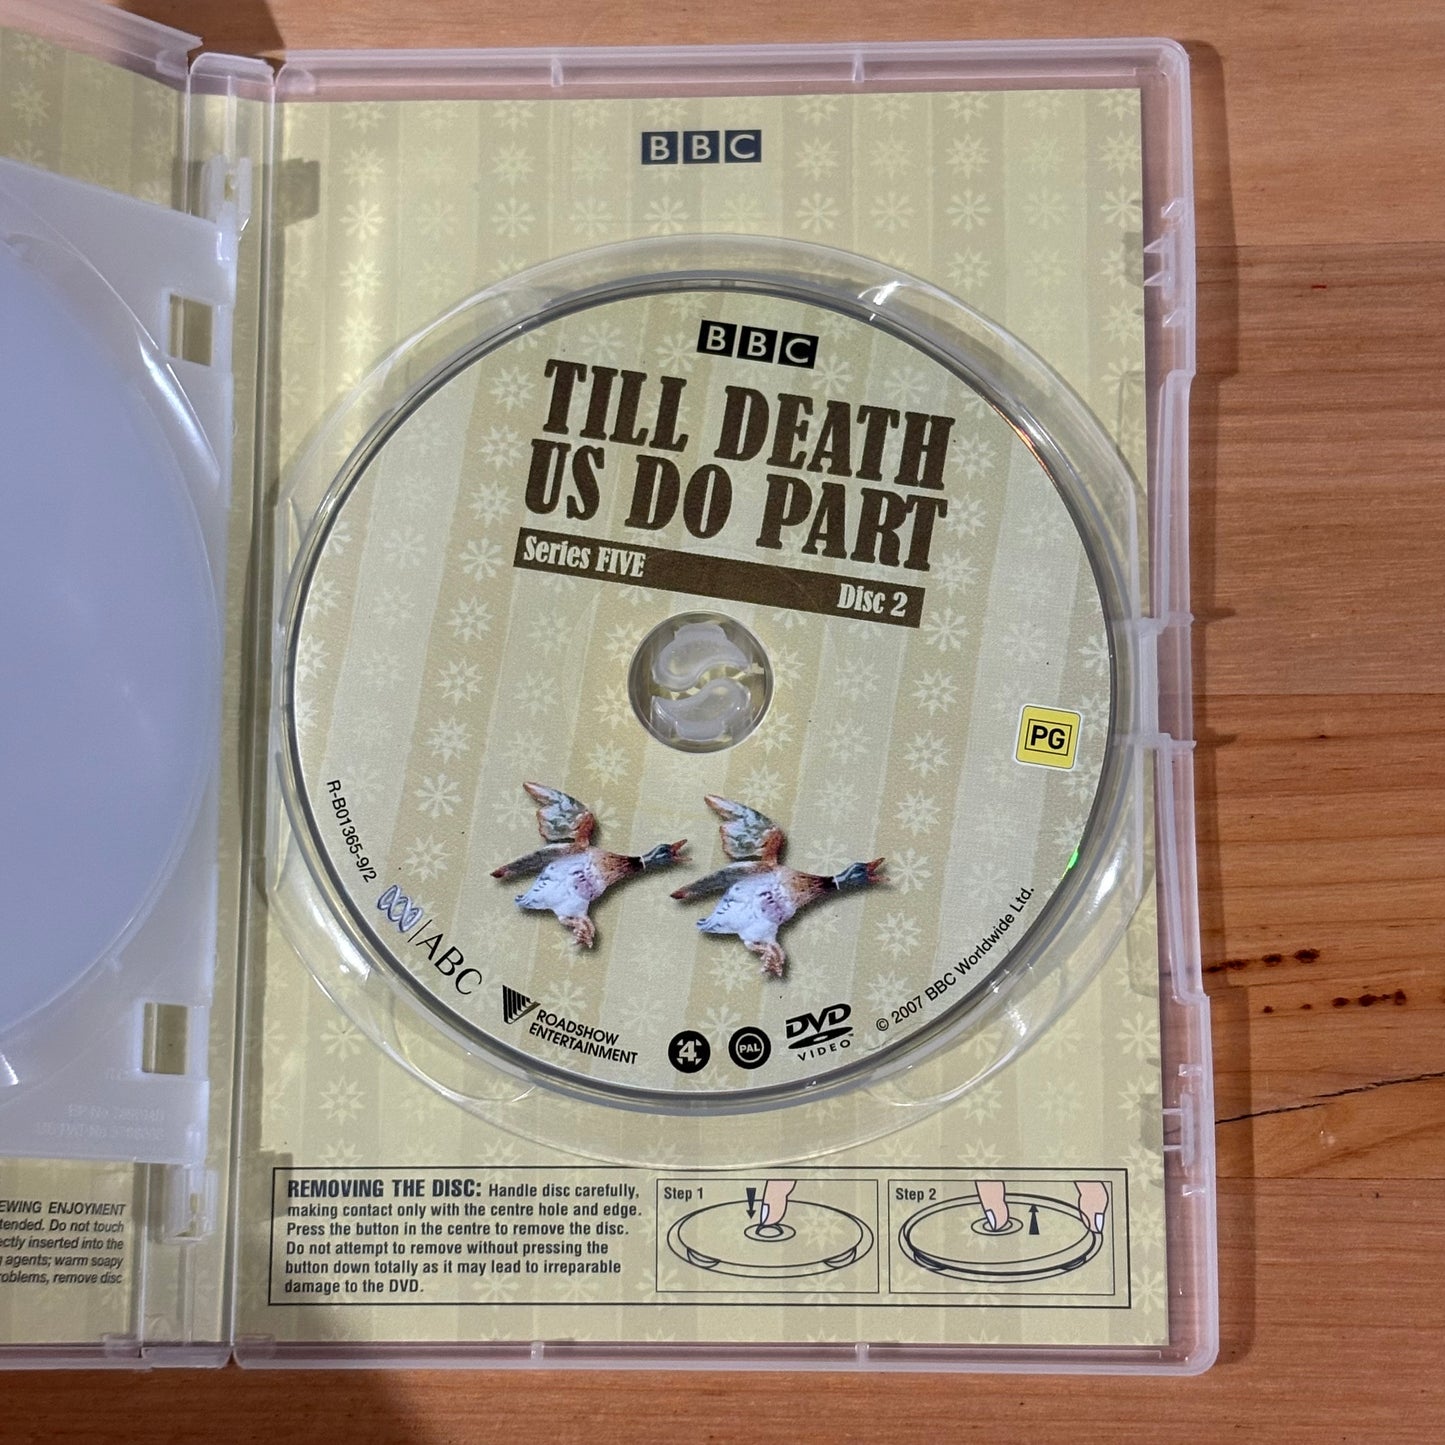 BBC
BBC
TILL DEATH
US DO PART
Series FIVE
Disc 2
PG
R-B01365-9/2
ABC
ROADSHOW
ENTERTAINMENT
4
PAL
DVD
VIDEO
© 2007 BBC Worldwide Ltd.
EWING ENJOYMENT
tended. Do not touch
ectly inserted into the
agents; warm soapy
oblems, remove disc
REMOVING THE DISC: Handle disc carefully,
making contact only with the centre hole and edge.
Press the button in the centre to remove the disc.
Do not attempt to remove without pressing the
button down totally as it may lead to irreparable
damage to the DVD.
Step 1
Step 2